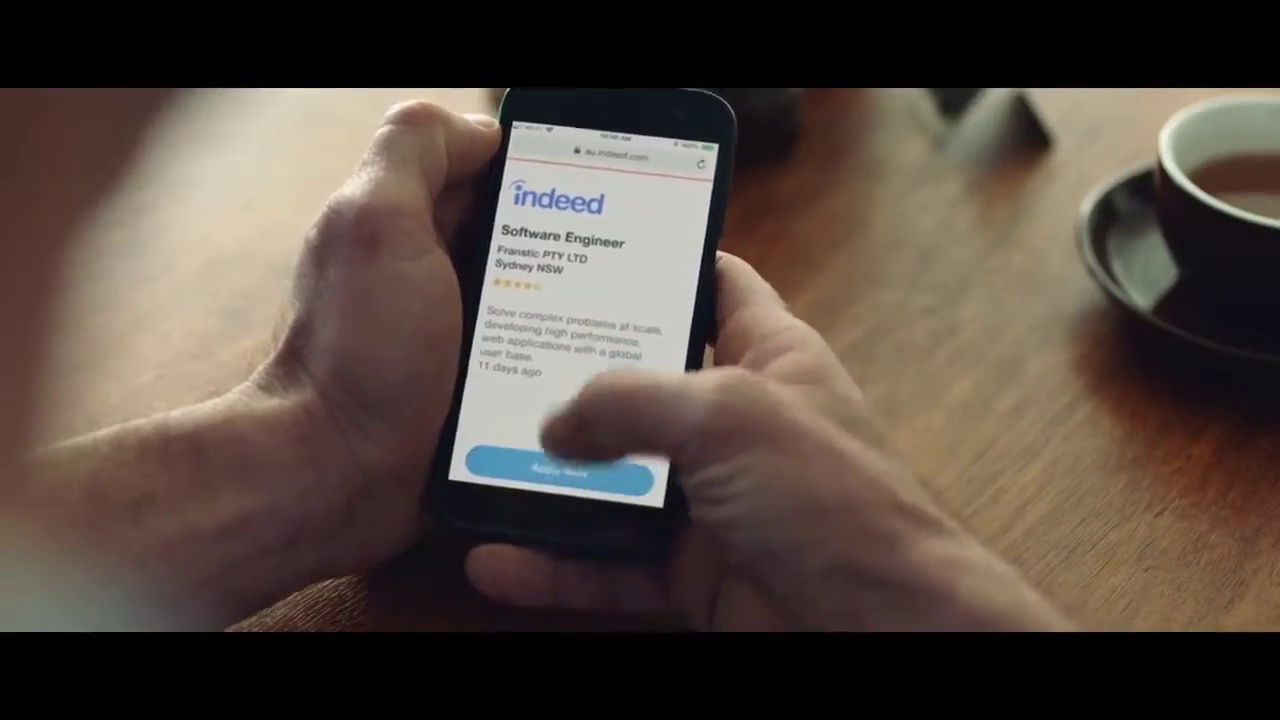 au.indeed.com
indeed
Software Engineer
Franstic PTY LTD
Sydney NSW
Solve complex problems at scale,
developing high performance,
web applications with a global
user base.
11 days ago
Apply Now